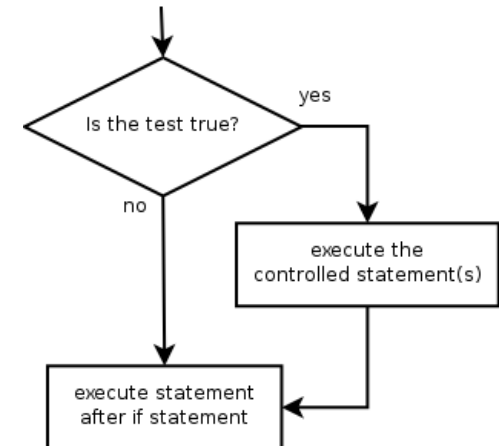 yes
Is the test true?
no
execute the
controlled statement(s)
execute statement
after if statement